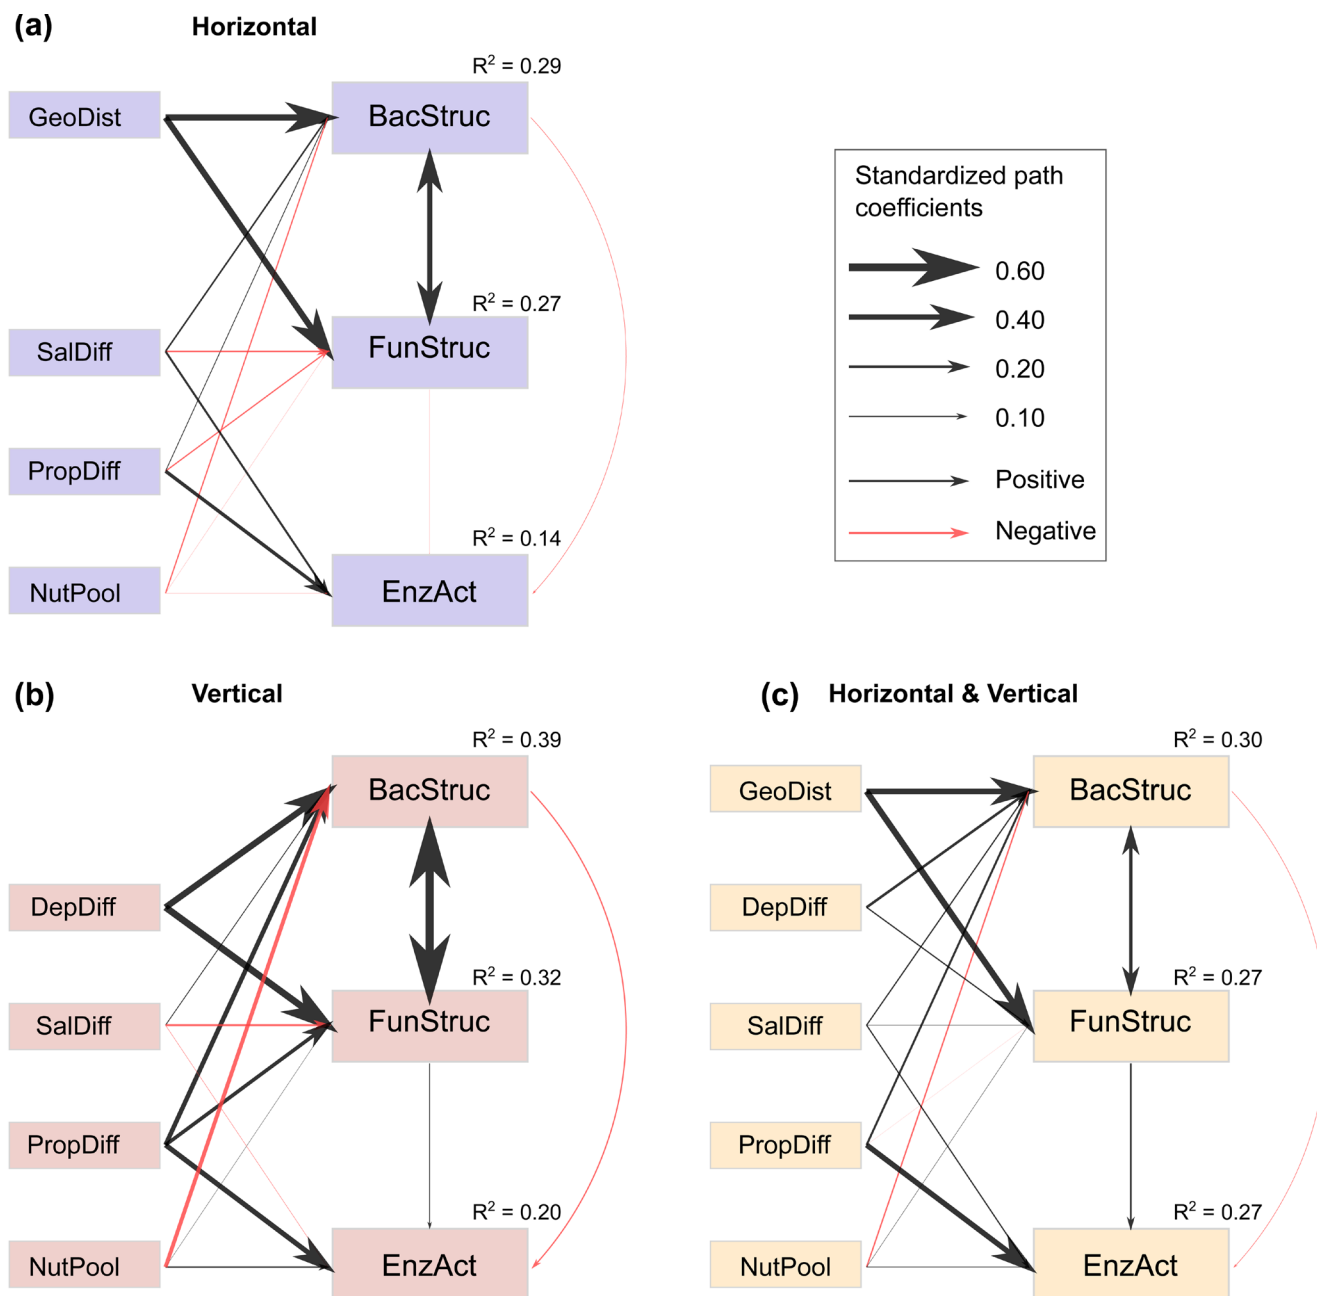 (a) Horizontal
R² = 0.29
GeoDist
BacStruc
Standardized path
coefficients
0.60
0.40
0.20
0.10
Positive
Negative
R² = 0.27
SalDiff
FunStruc
PropDiff
R² = 0.14
NutPool
EnzAct
(b) Vertical
R² = 0.39
BacStruc
DepDiff
R² = 0.32
SalDiff
FunStruc
PropDiff
R² = 0.20
NutPool
EnzAct
(c) Horizontal & Vertical
R² = 0.30
GeoDist
BacStruc
DepDiff
R² = 0.27
SalDiff
FunStruc
PropDiff
R² = 0.27
NutPool
EnzAct